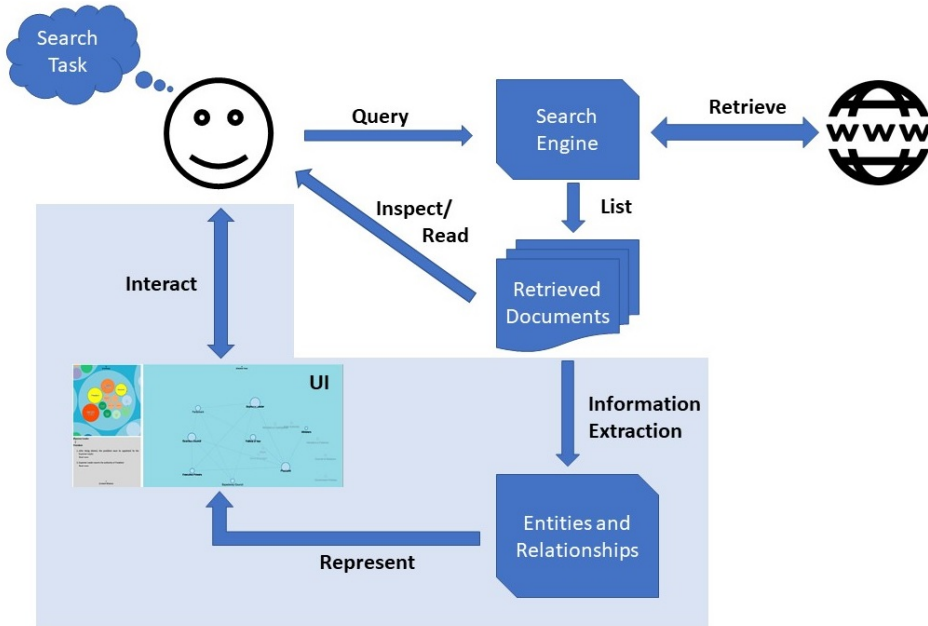 Search
Task
Query
Search
Engine
Retrieve
WWW
List
Inspect/
Read
Retrieved
Documents
Interact
UI
Information
Extraction
Entities and
Relationships
Represent